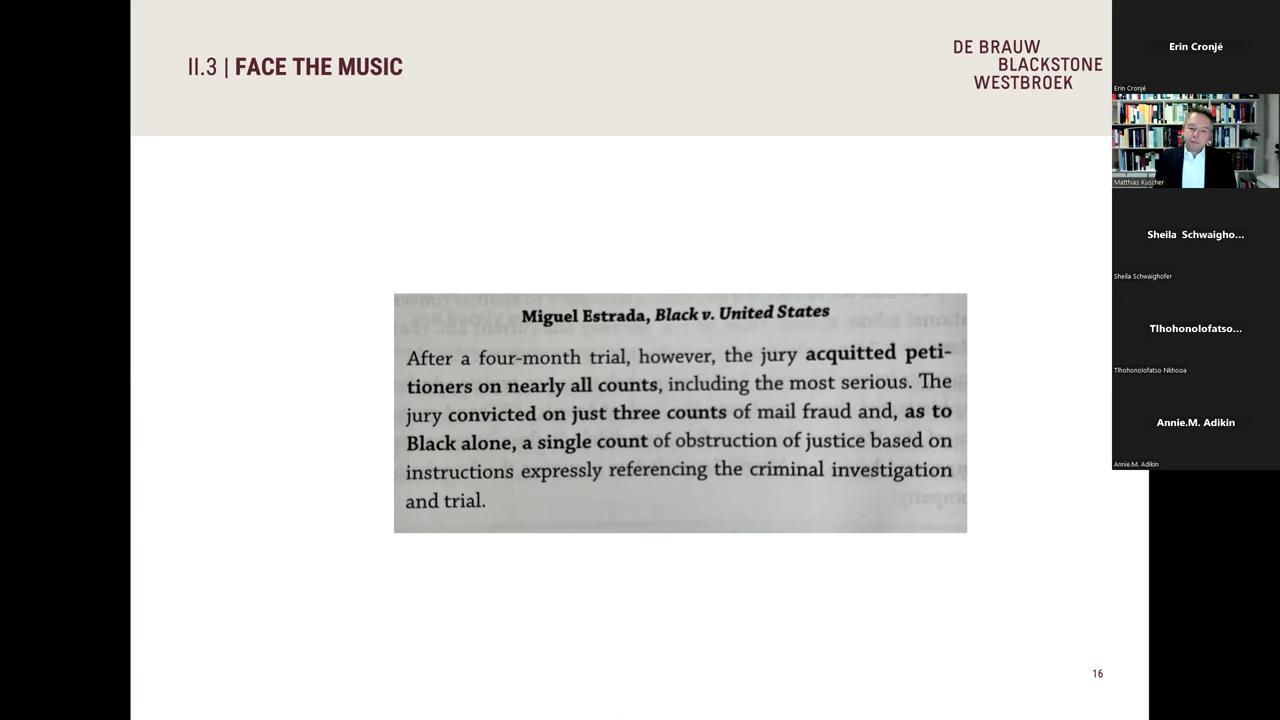 II.3 | FACE THE MUSIC
DE BRAUW
BLACKSTONE
WESTBROEK
Miguel Estrada, Black v. United States
After a four-month trial, however, the jury acquitted peti-
tioners on nearly all counts, including the most serious. The
jury convicted on just three counts of mail fraud and, as to
Black alone, a single count of obstruction of justice based on
instructions expressly referencing the criminal investigation
and trial.
16
Erin Cronjé
Erin Cronjé
Matthias Kuscher
Sheila Schwaigho...
Sheila Schwaighofer
Tlhohonolofatso...
Tlhohonolofatso Nkhooa
Annie.M. Adikin
Annie.M. Adikin